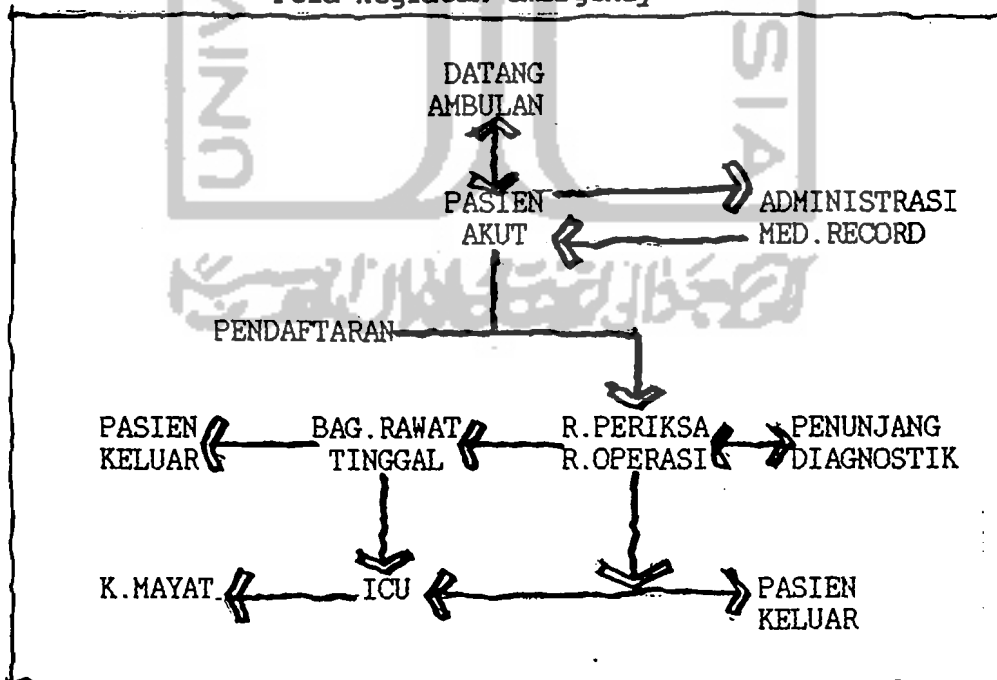 DATANG
AMBULAN
PASIEN
AKUT
ADMINISTRASI
MED.RECORD
PENDAFTARAN
PASIEN
KELUAR
BAG.RAWAT
TINGGAL
R.PERIKSA
R.OPERASI
PENUNJANG
DIAGNOSTIK
K.MAYAT
ICU
PASIEN
KELUAR